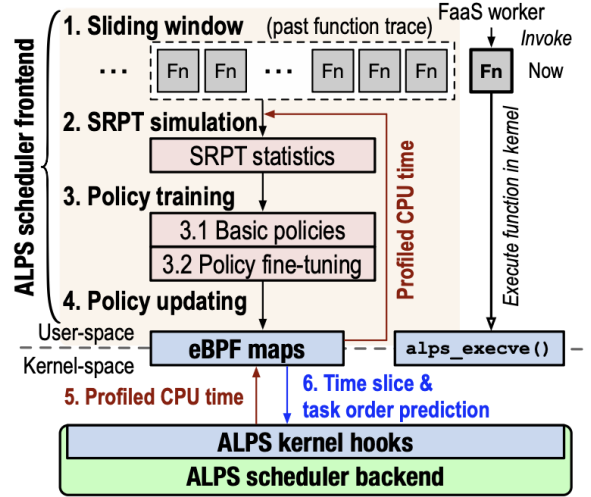 FaaS worker
1. Sliding window (past function trace)
Invoke
... Fn Fn ... Fn Fn Fn
Fn Now
2. SRPT simulation
SRPT statistics
3. Policy training
3.1 Basic policies
3.2 Policy fine-tuning
4. Policy updating
ALPS scheduler frontend
Profiled CPU time
Execute function in kernel
User-space
eBPF maps
alps_execve()
Kernel-space
5. Profiled CPU time
6. Time slice &
task order prediction
ALPS kernel hooks
ALPS scheduler backend